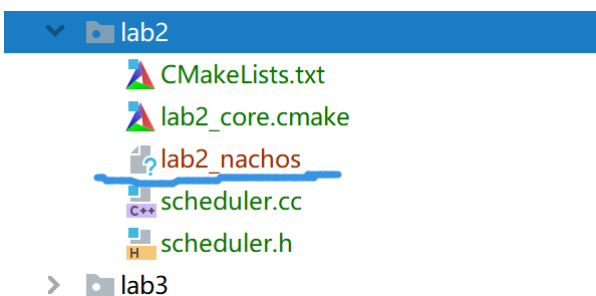 lab2
CMakeLists.txt
lab2_core.cmake
lab2_nachos
C++ scheduler.cc
H scheduler.h
lab3